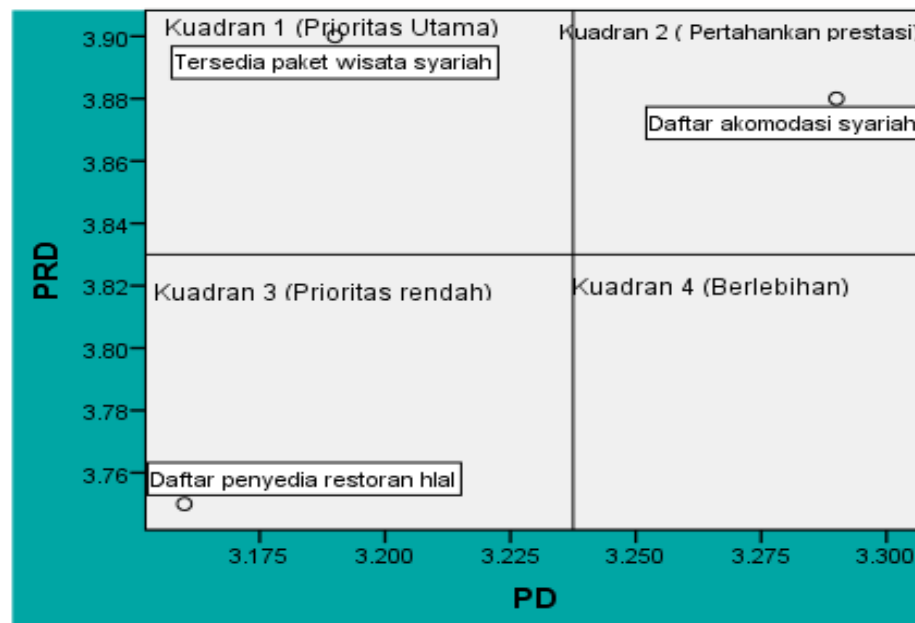 Kuadran 1 (Prioritas Utama)
Kuadran 2 ( Pertahankan prestasi)
Tersedia paket wisata syariah
Daftar akomodasi syariah
Kuadran 3 (Prioritas rendah)
Kuadran 4 (Berlebihan)
Daftar penyedia restoran hlal
PRD
3.90
3.88
3.86
3.84
3.82
3.80
3.78
3.76
3.175
3.200
3.225
3.250
3.275
3.300
PD